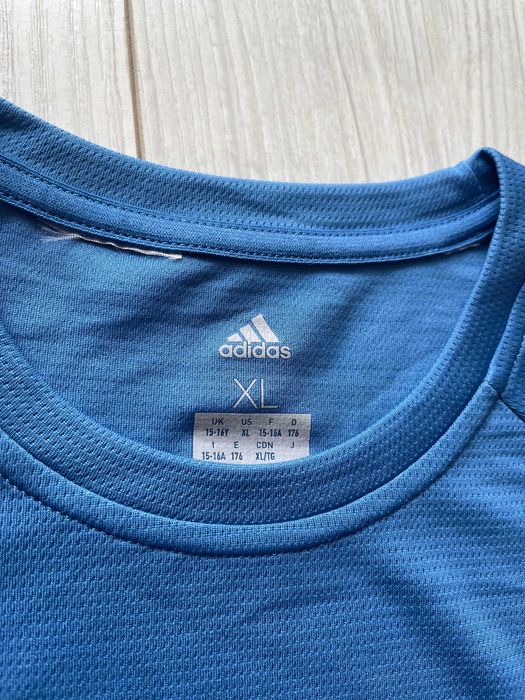 adidas
XL
UK US F D
15-16Y XL 15-16A 176
I E CDN J
15-16A 176 XL/TG